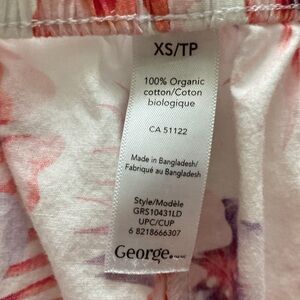 XS/TP
100% Organic
cotton/Coton
biologique
CA 51122
Made in Bangladesh/
Fabriqué au Bangladesh
Style/Modèle
GRS10431LD
UPC/CUP
6 8218666307
George